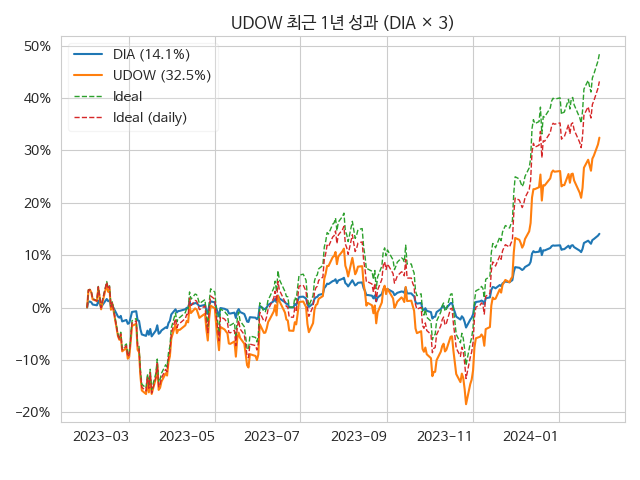 UDOW 최근 1년 성과 (DIA × 3)
DIA (14.1%)
UDOW (32.5%)
Ideal
Ideal (daily)
50%
40%
30%
20%
10%
0%
−10%
−20%
2023−03 2023−05 2023−07 2023−09 2023−11 2024−01